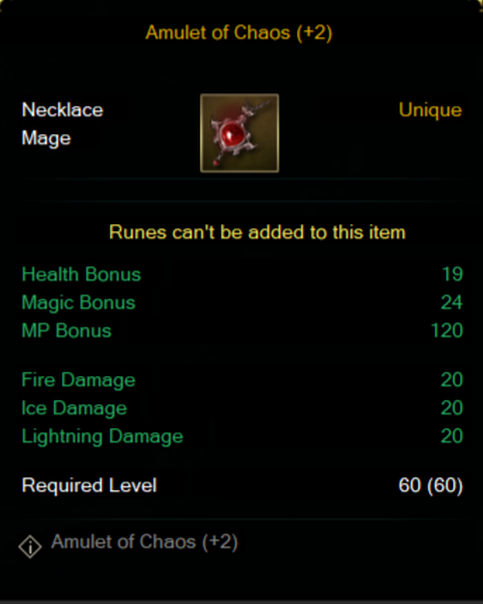 Amulet of Chaos (+2)
Necklace Unique
Mage
Runes can't be added to this item
Health Bonus 19
Magic Bonus 24
MP Bonus 120
Fire Damage 20
Ice Damage 20
Lightning Damage 20
Required Level 60 (60)
Amulet of Chaos (+2)